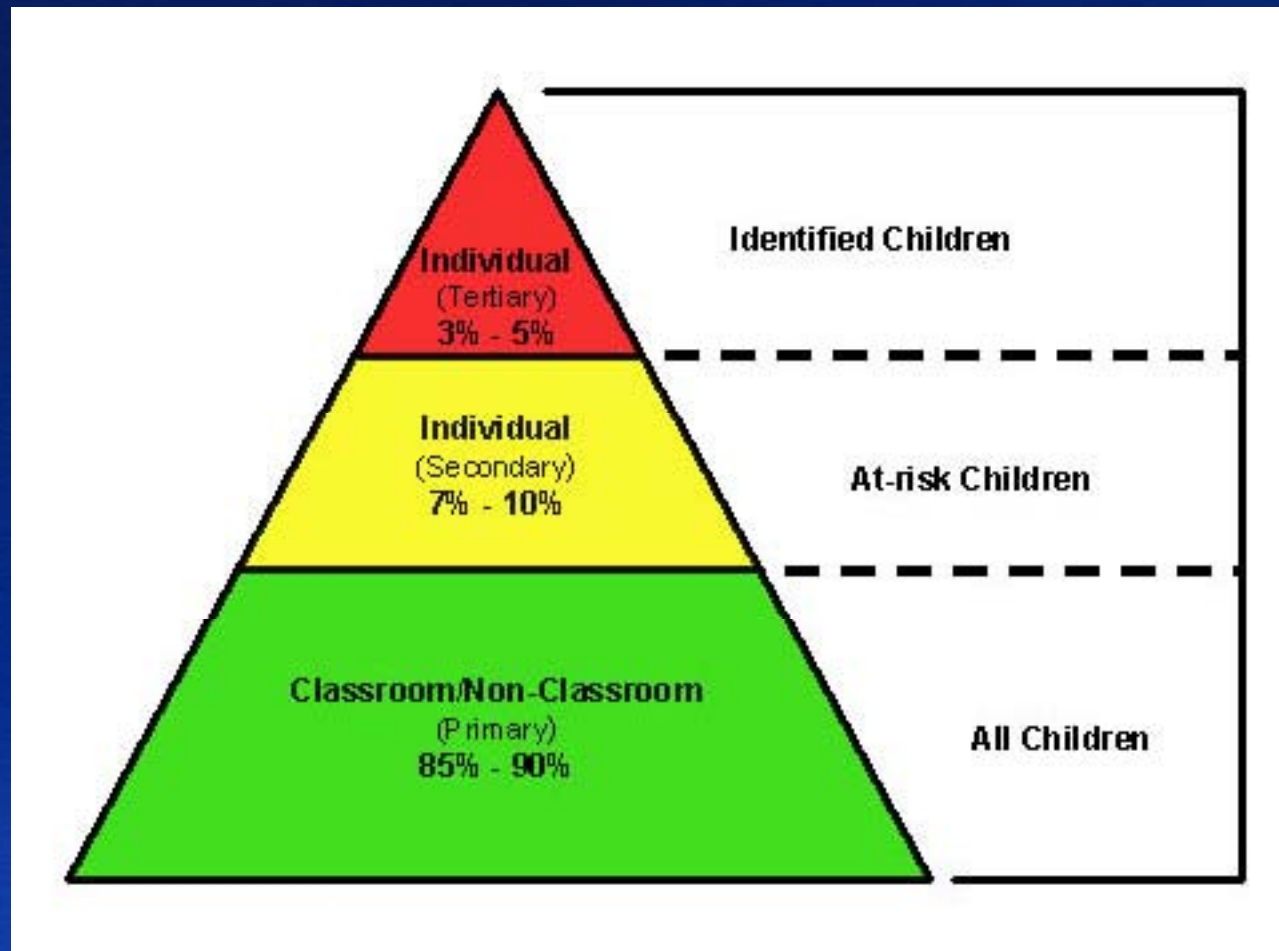 Individual
(Tertiary)
3% - 5%
Identified Children
Individual
(Secondary)
7% - 10%
At-risk Children
Classroom/Non-Classroom
(Primary)
85% - 90%
All Children